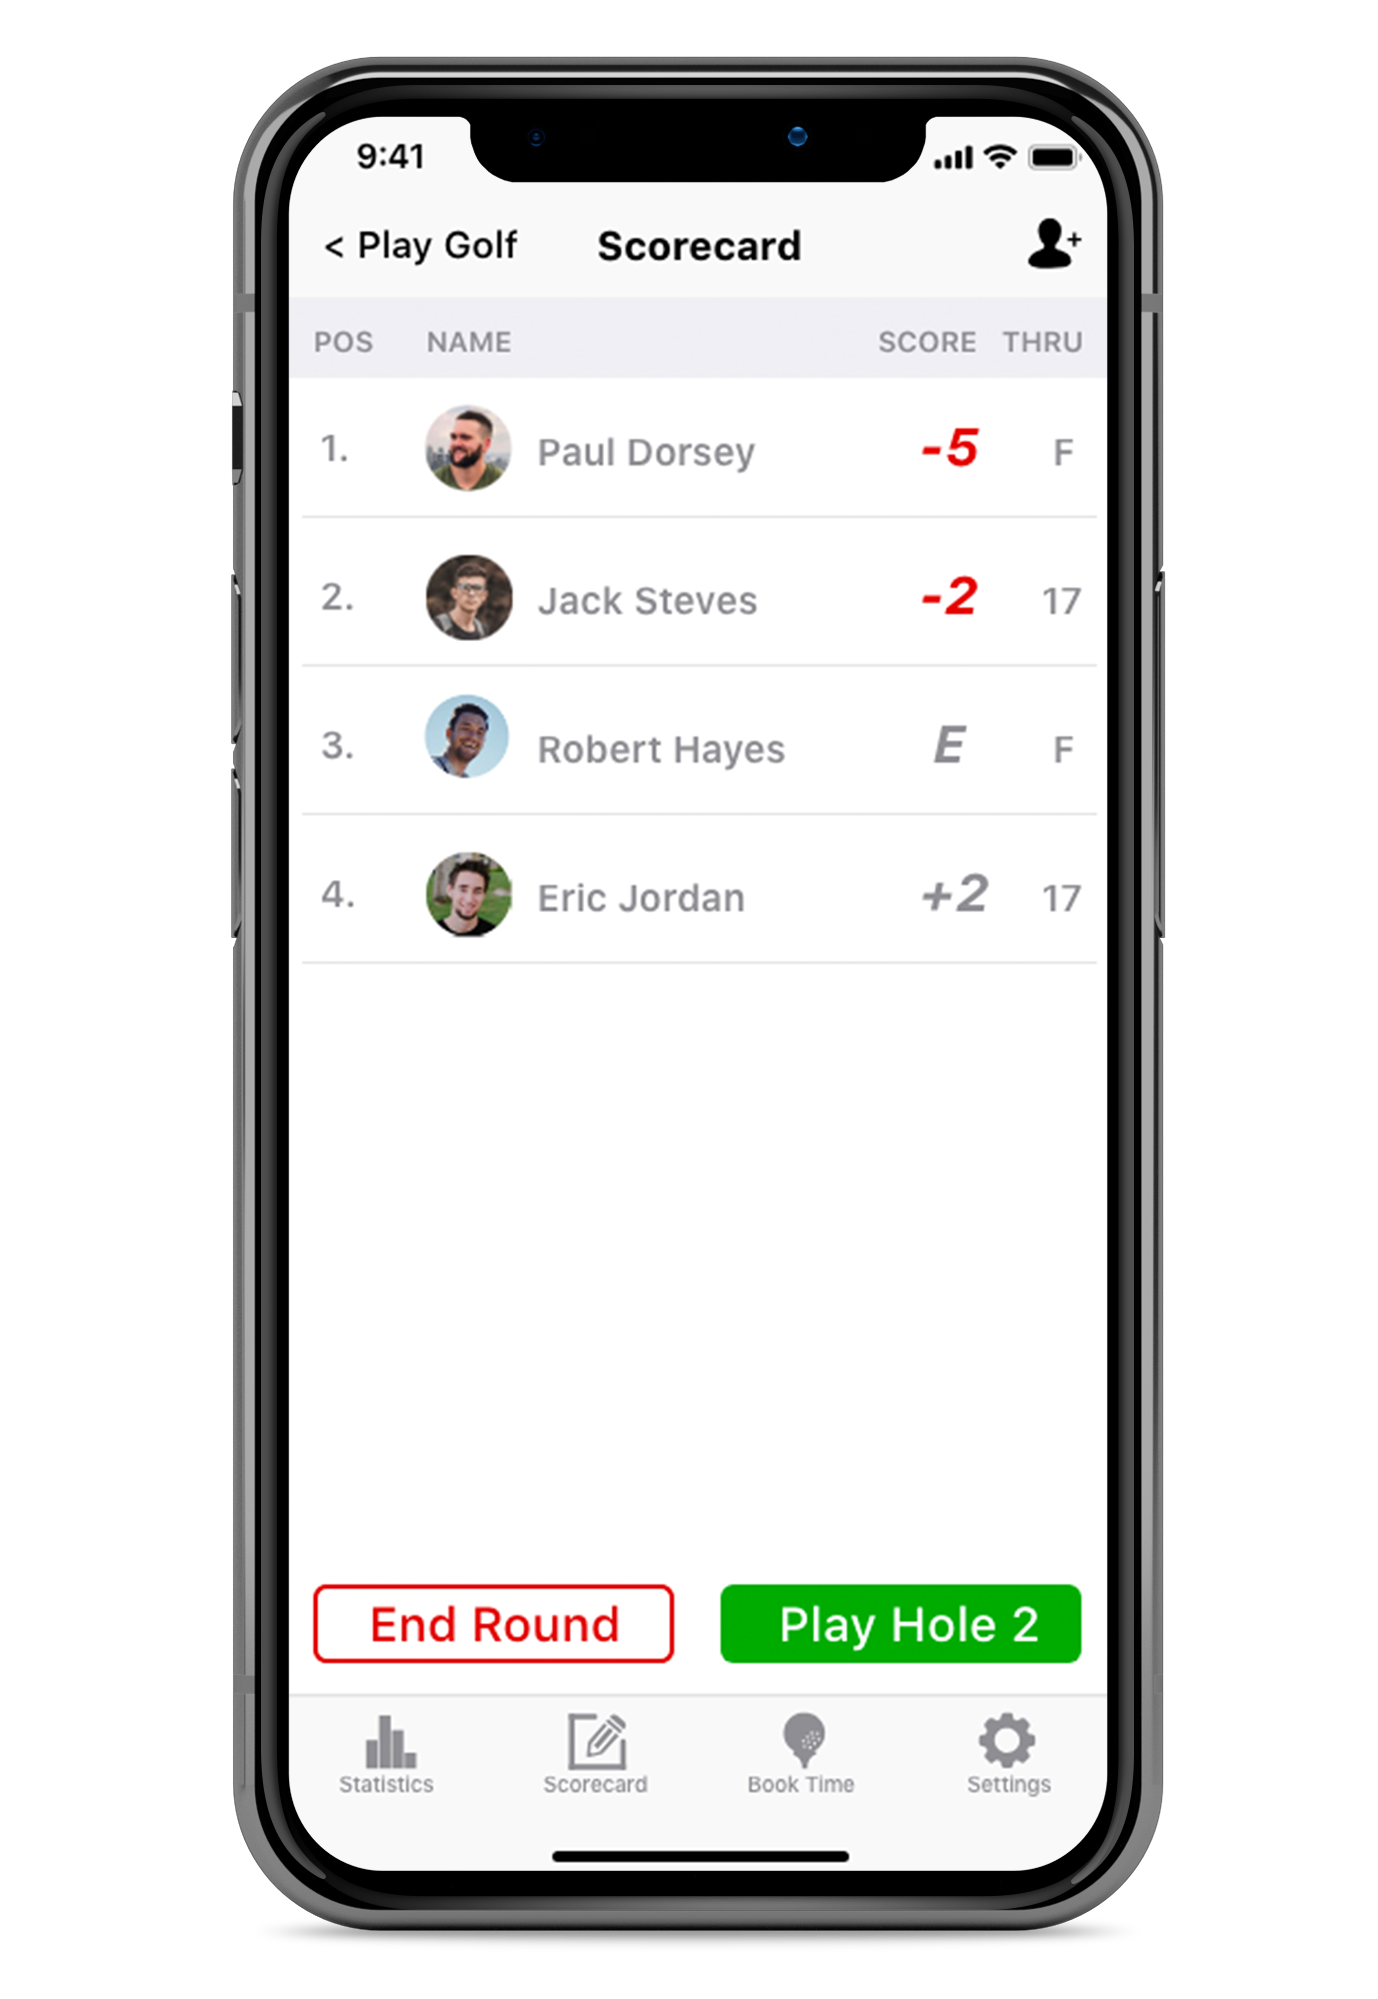 9:41
< Play Golf Scorecard
POS NAME SCORE THRU
1. Paul Dorsey -5 F
2. Jack Steves -2 17
3. Robert Hayes E F
4. Eric Jordan +2 17
End Round Play Hole 2
Statistics Scorecard Book Time Settings